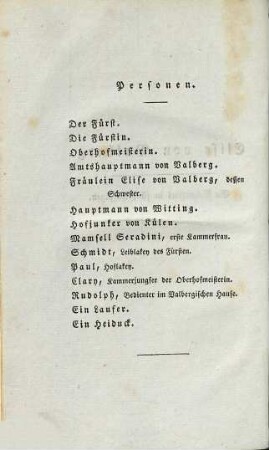 Personen.
Der Fürst.
Die Fürstin.
Oberhofmeisterin.
Amtshauptmann von Valberg.
Fräulein Elise von Valberg, deßen
Schwester.
Hauptmann von Witting.
Hofjunker von Külen.
Mamsell Seradini, erste Kammerfrau.
Schmidt, Leiblakey des Fürsten.
Paul, Hoflakey.
Clary, Kammerjungfer der Oberhofmeisterin.
Rudolph, Bedienter im Valbergischen Hause.
Ein Laufer.
Ein Heiduck.